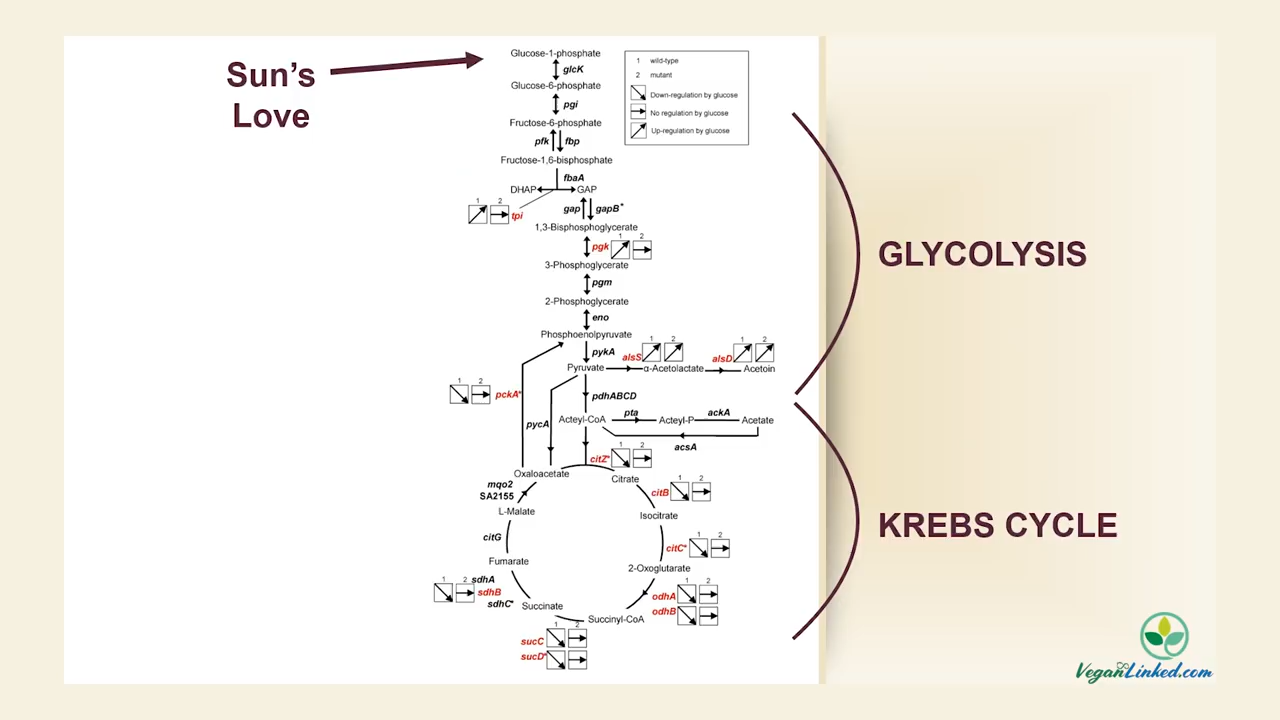 Sun's
Love
Glucose-1-phosphate
glcK
Glucose-6-phosphate
pgi
Fructose-6-phosphate
pfk fbp
Fructose-1,6-bisphosphate
fbaA
DHAP GAP
1 2
tpi
gap gapB*
1,3-Bisphosphoglycerate
pgk 1 2
3-Phosphoglycerate
pgm
2-Phosphoglycerate
eno
Phosphoenolpyruvate
pykA
alsS 1 2
alsD 1 2
Pyruvate α-Acetolactate Acetoin
1 2
pckA*
pdhABCD
pycA
Acteyl-CoA pta Acteyl-P ackA Acetate
acsA
citZ* 1 2
Oxaloacetate
Citrate
mqo2
SA2155
citB 1 2
L-Malate
Isocitrate
citG
citC* 1 2
Fumarate
2-Oxoglutarate
1 2 sdhA
sdhB
sdhC*
odhA 1 2
odhB
Succinate
Succinyl-CoA
1 2
sucC
sucD*
1 wild-type
2 mutant
Down-regulation by glucose
No regulation by glucose
Up-regulation by glucose
GLYCOLYSIS
KREBS CYCLE
VeganLinked.com